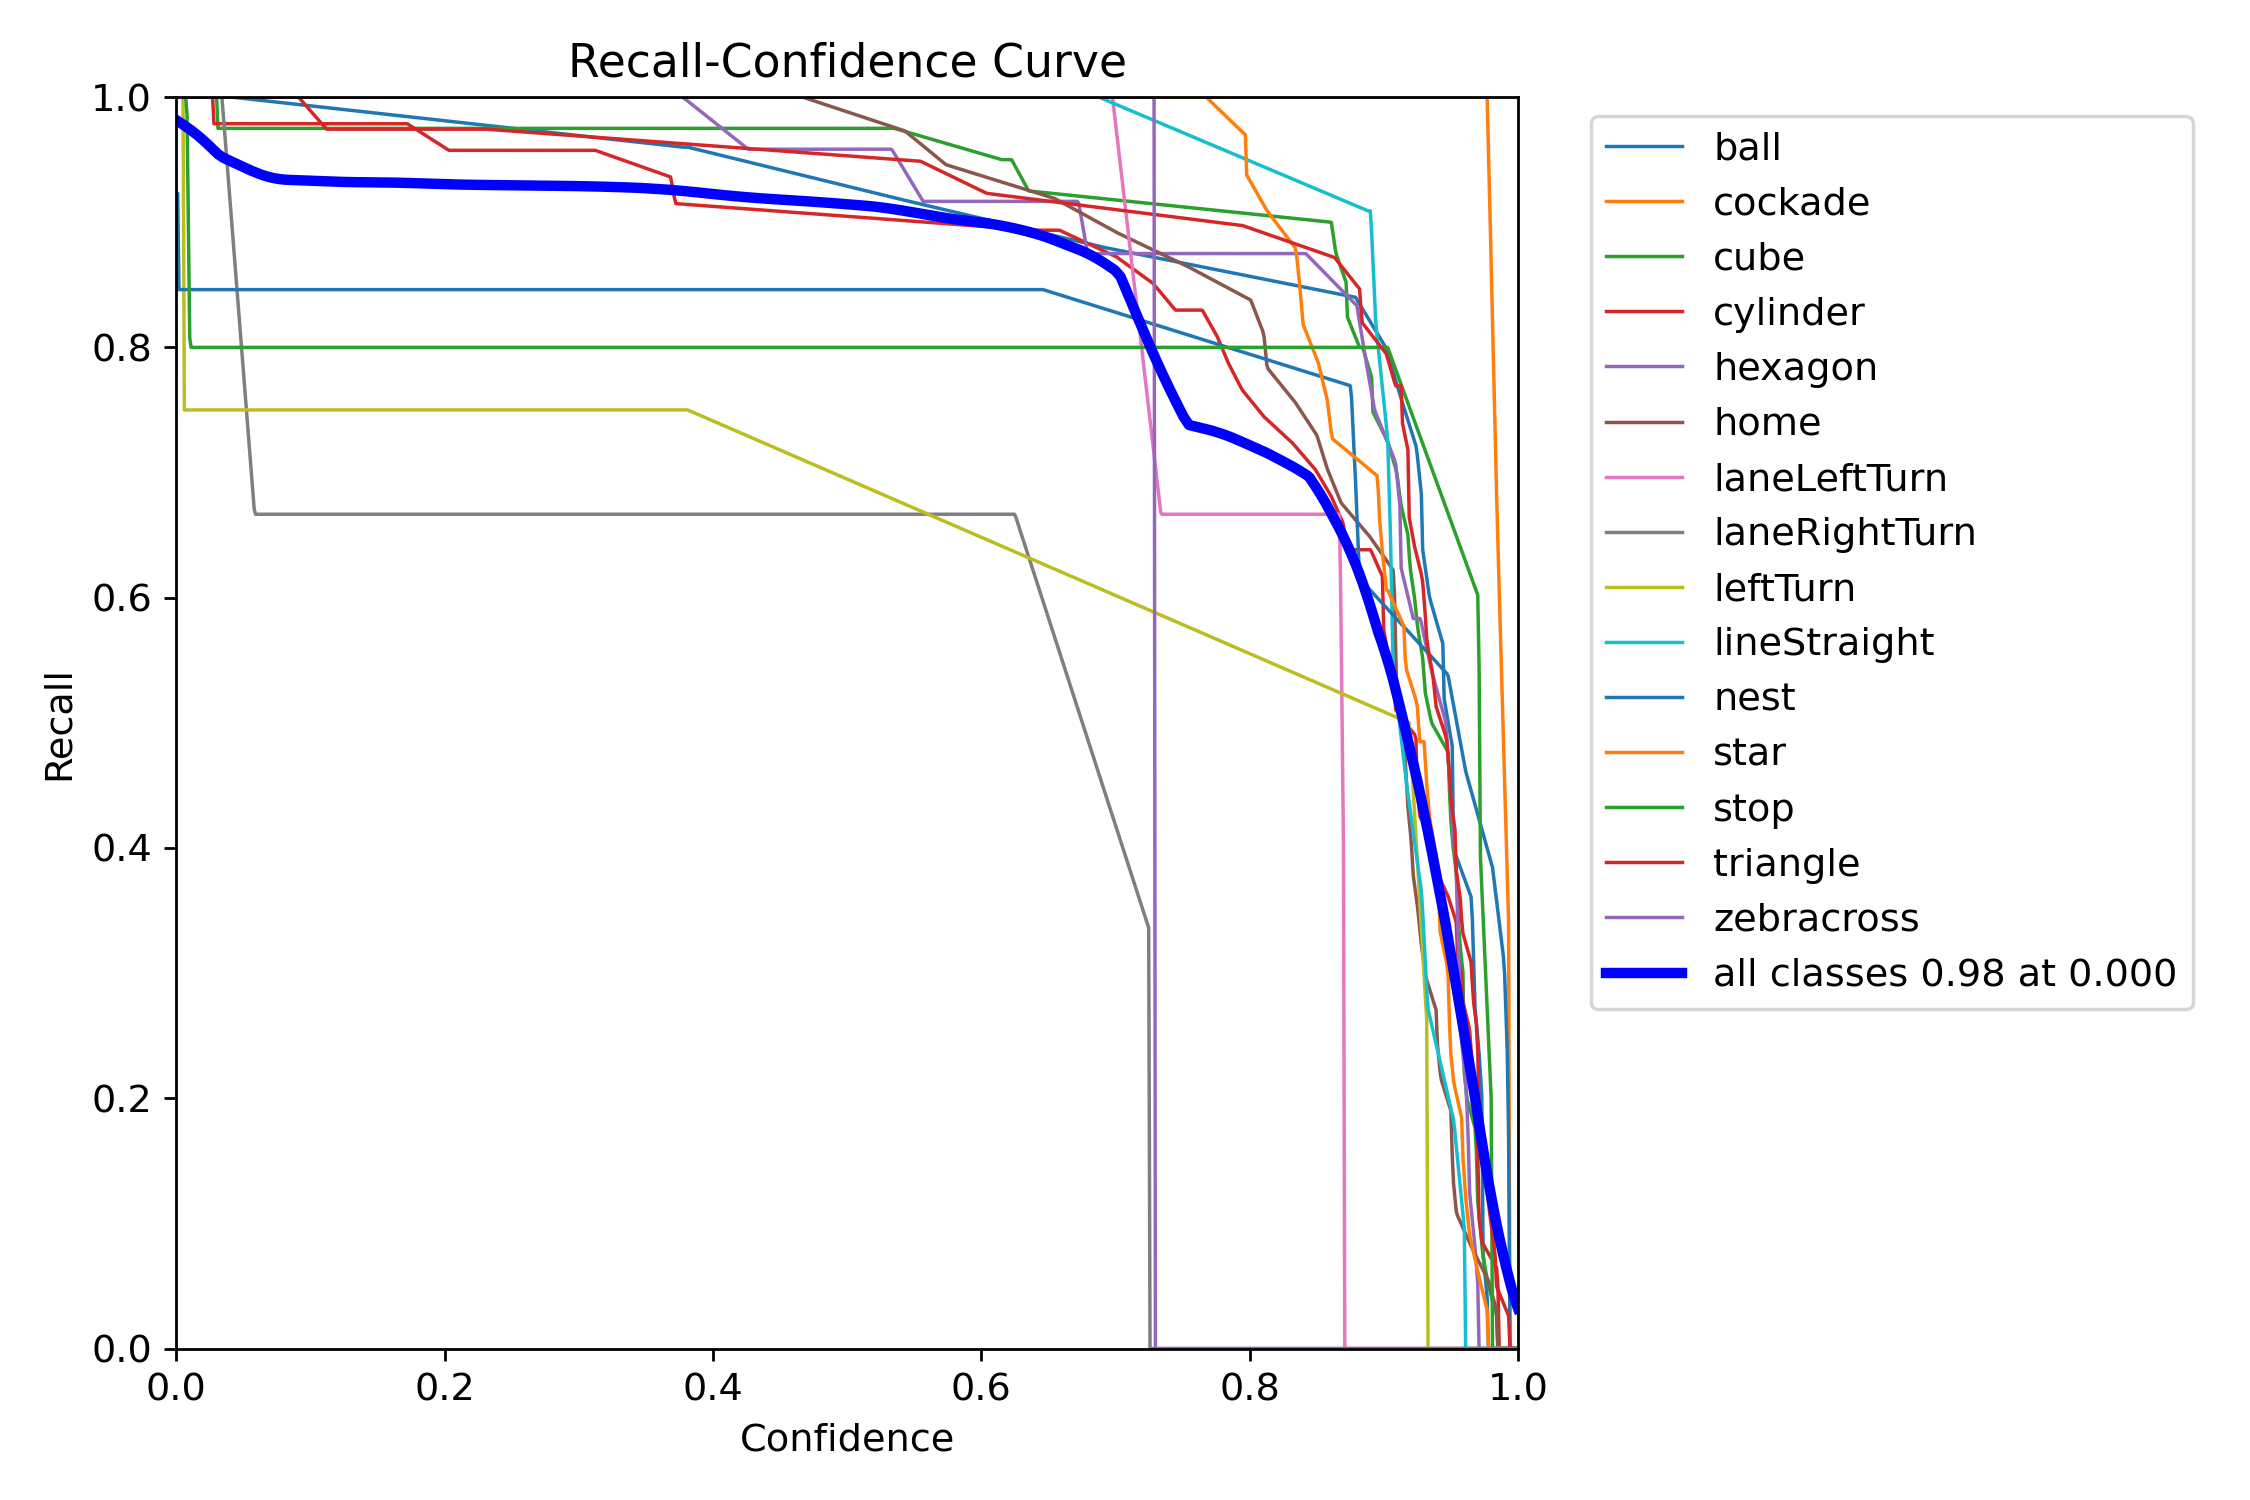 Recall-Confidence Curve
1.0
0.8
0.6
0.4
0.2
0.0
Recall
0.0 0.2 0.4 0.6 0.8 1.0
Confidence
ball
cockade
cube
cylinder
hexagon
home
laneLeftTurn
laneRightTurn
leftTurn
lineStraight
nest
star
stop
triangle
zebracross
all classes 0.98 at 0.000